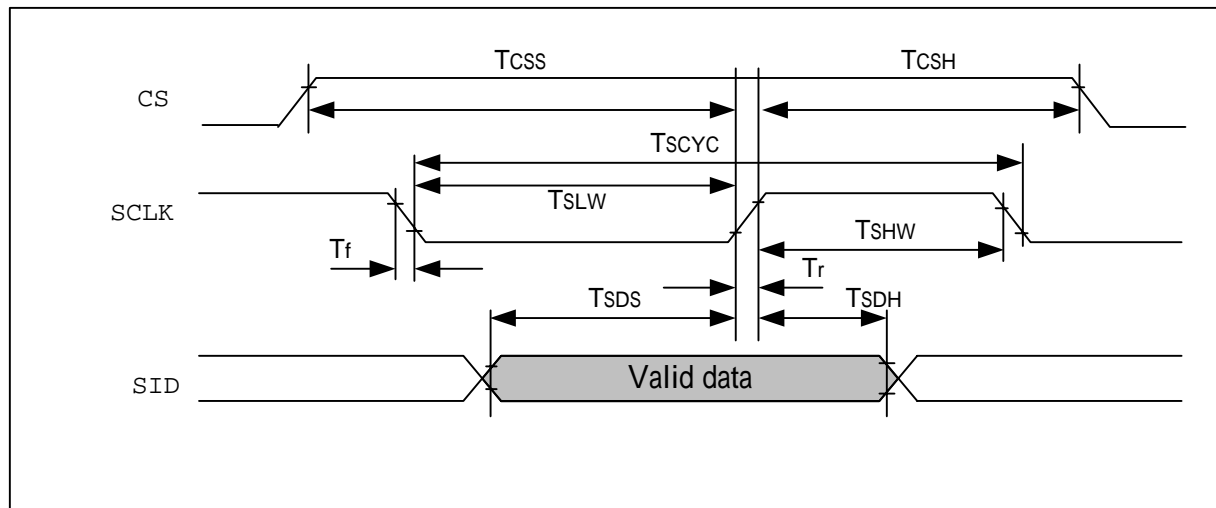 TCSS
TCSH
CS
TSCYC
TSLW
SCLK
TSHW
Tf
Tr
TSDS
TSDH
SID
Valid data